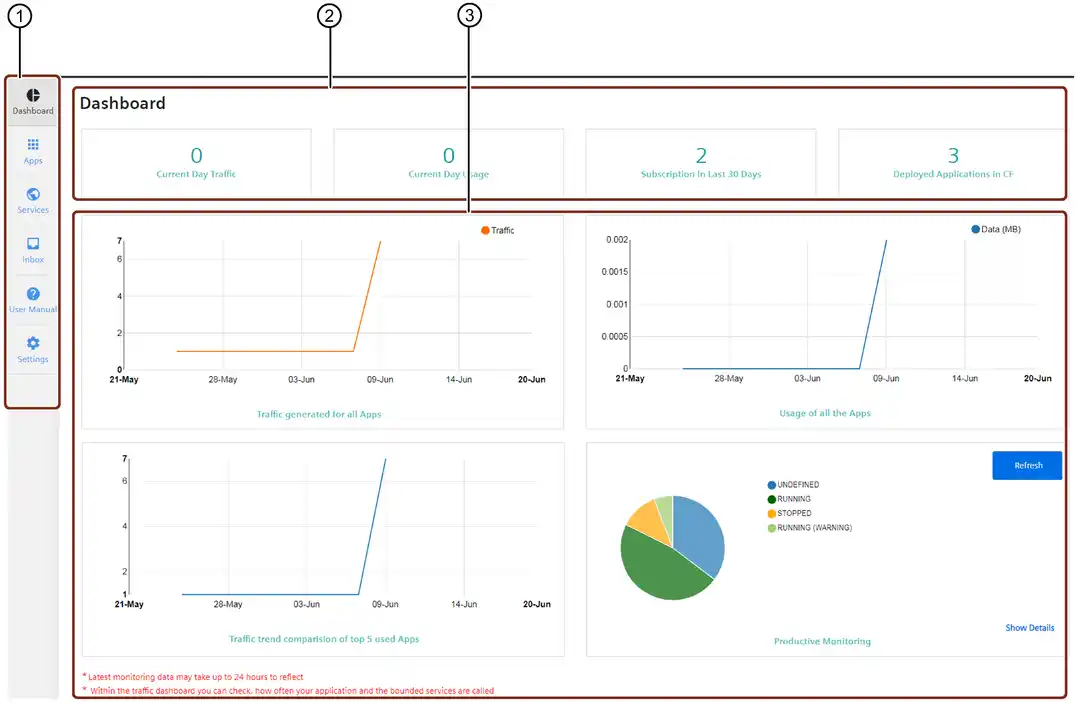 1
2
3
Dashboard
Apps
Services
Inbox
User Manual
Settings
Dashboard
0
Current Day Traffic
0
Current Day Usage
2
Subscription In Last 30 Days
3
Deployed Applications in CF
Traffic
7
6
4
2
0
21-May 28-May 03-Jun 09-Jun 14-Jun 20-Jun
Traffic generated for all Apps
Data (MB)
0.002
0.0015
0.001
0.0005
0
21-May 28-May 03-Jun 09-Jun 14-Jun 20-Jun
Usage of all the Apps
7
6
4
2
1
21-May 28-May 03-Jun 09-Jun 14-Jun 20-Jun
Traffic trend comparision of top 5 used Apps
Refresh
UNDEFINED
RUNNING
STOPPED
RUNNING (WARNING)
Show Details
Productive Monitoring
* Latest monitoring data may take up to 24 hours to reflect
* Within the traffic dashboard you can check, how often your application and the bounded services are called